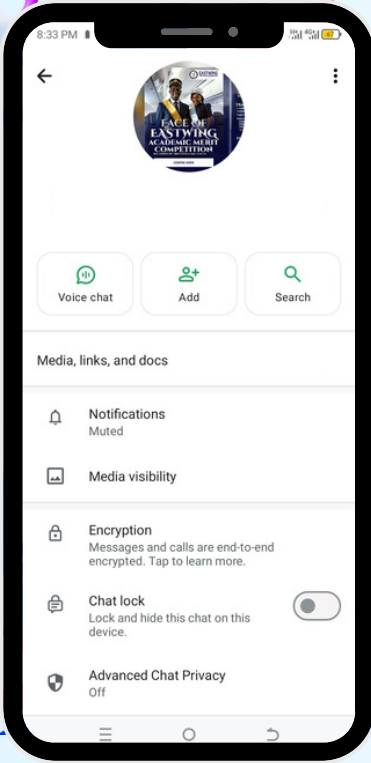 8:33 PM
67
EASTWING
FACE OF
EASTWING
ACADEMIC MERIT
COMPETITION
Voice chat
Add
Search
Media, links, and docs
Notifications
Muted
Media visibility
Encryption
Messages and calls are end-to-end
encrypted. Tap to learn more.
Chat lock
Lock and hide this chat on this
device.
Advanced Chat Privacy
Off